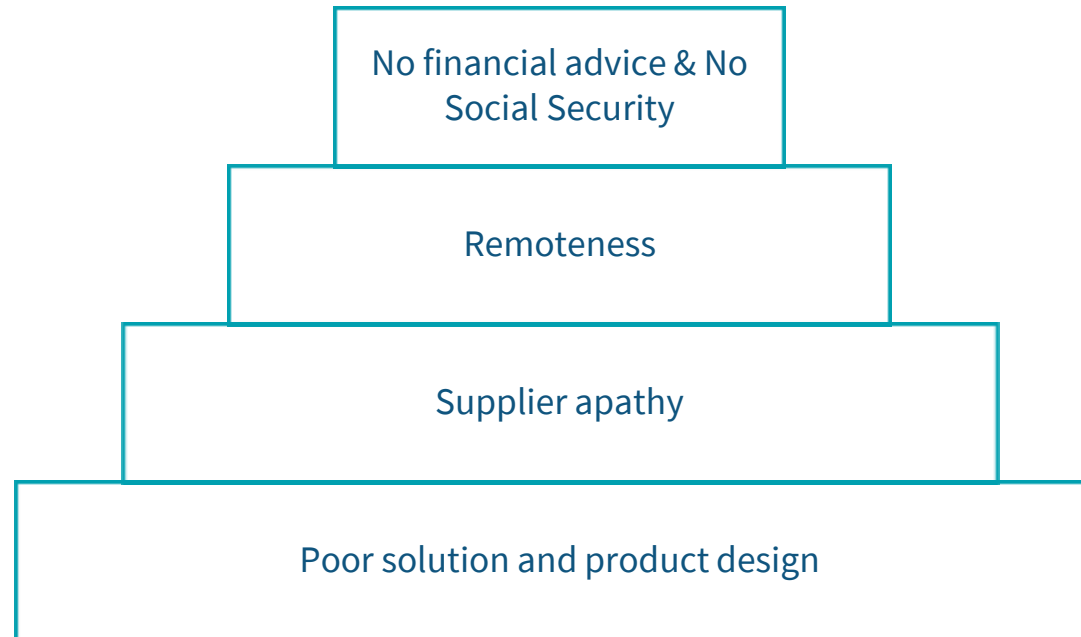 No financial advice & No
Social Security
Remoteness
Supplier apathy
Poor solution and product design